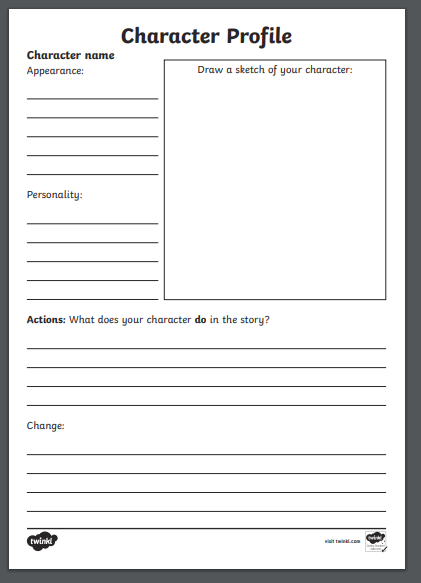 Character Profile
Character name
Appearance:
Draw a sketch of your character:
Personality:
Actions: What does your character do in the story?
Change:
twinkl
visit twinkl.com
twinkl